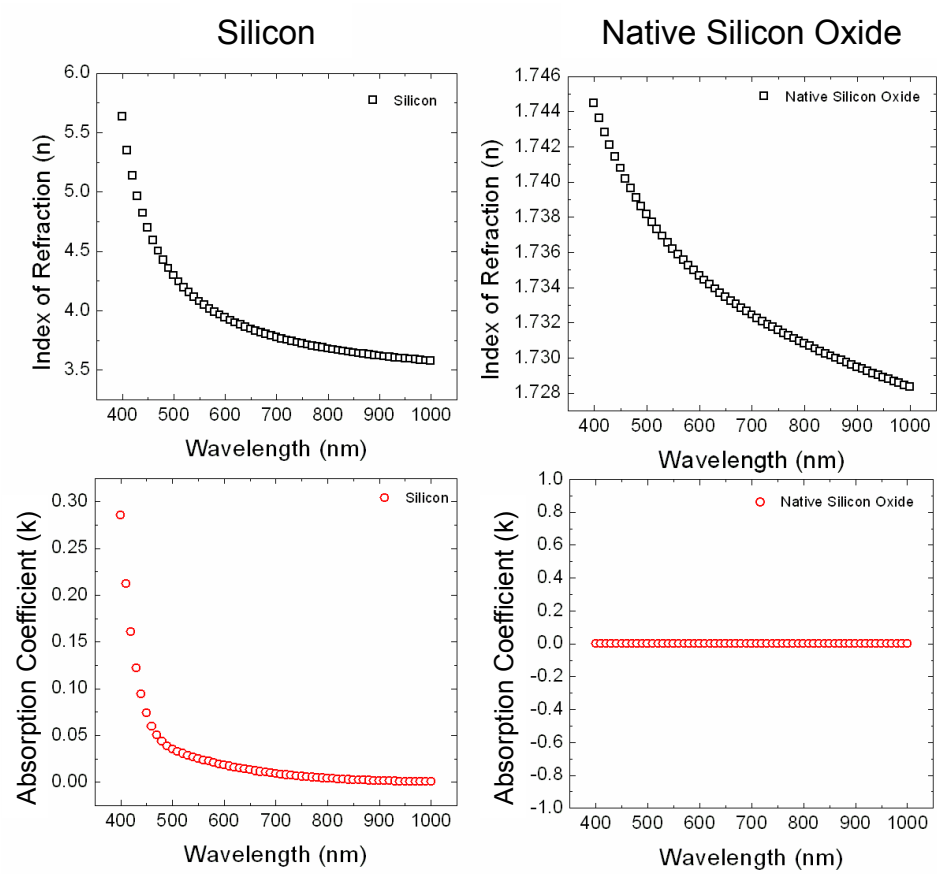 Silicon
Native Silicon Oxide
6.0
5.5
5.0
4.5
4.0
3.5
Index of Refraction (n)
Silicon
400 500 600 700 800 900 1000
Wavelength (nm)
1.746
1.744
1.742
1.740
1.738
1.736
1.734
1.732
1.730
1.728
Index of Refraction (n)
Native Silicon Oxide
400 500 600 700 800 900 1000
Wavelength (nm)
0.30
0.25
0.20
0.15
0.10
0.05
0.00
Absorption Coefficient (k)
Silicon
400 500 600 700 800 900 1000
Wavelength (nm)
1.0
0.8
0.6
0.4
0.2
0.0
-0.2
-0.4
-0.6
-0.8
-1.0
Absorption Coefficient (k)
Native Silicon Oxide
400 500 600 700 800 900 1000
Wavelength (nm)